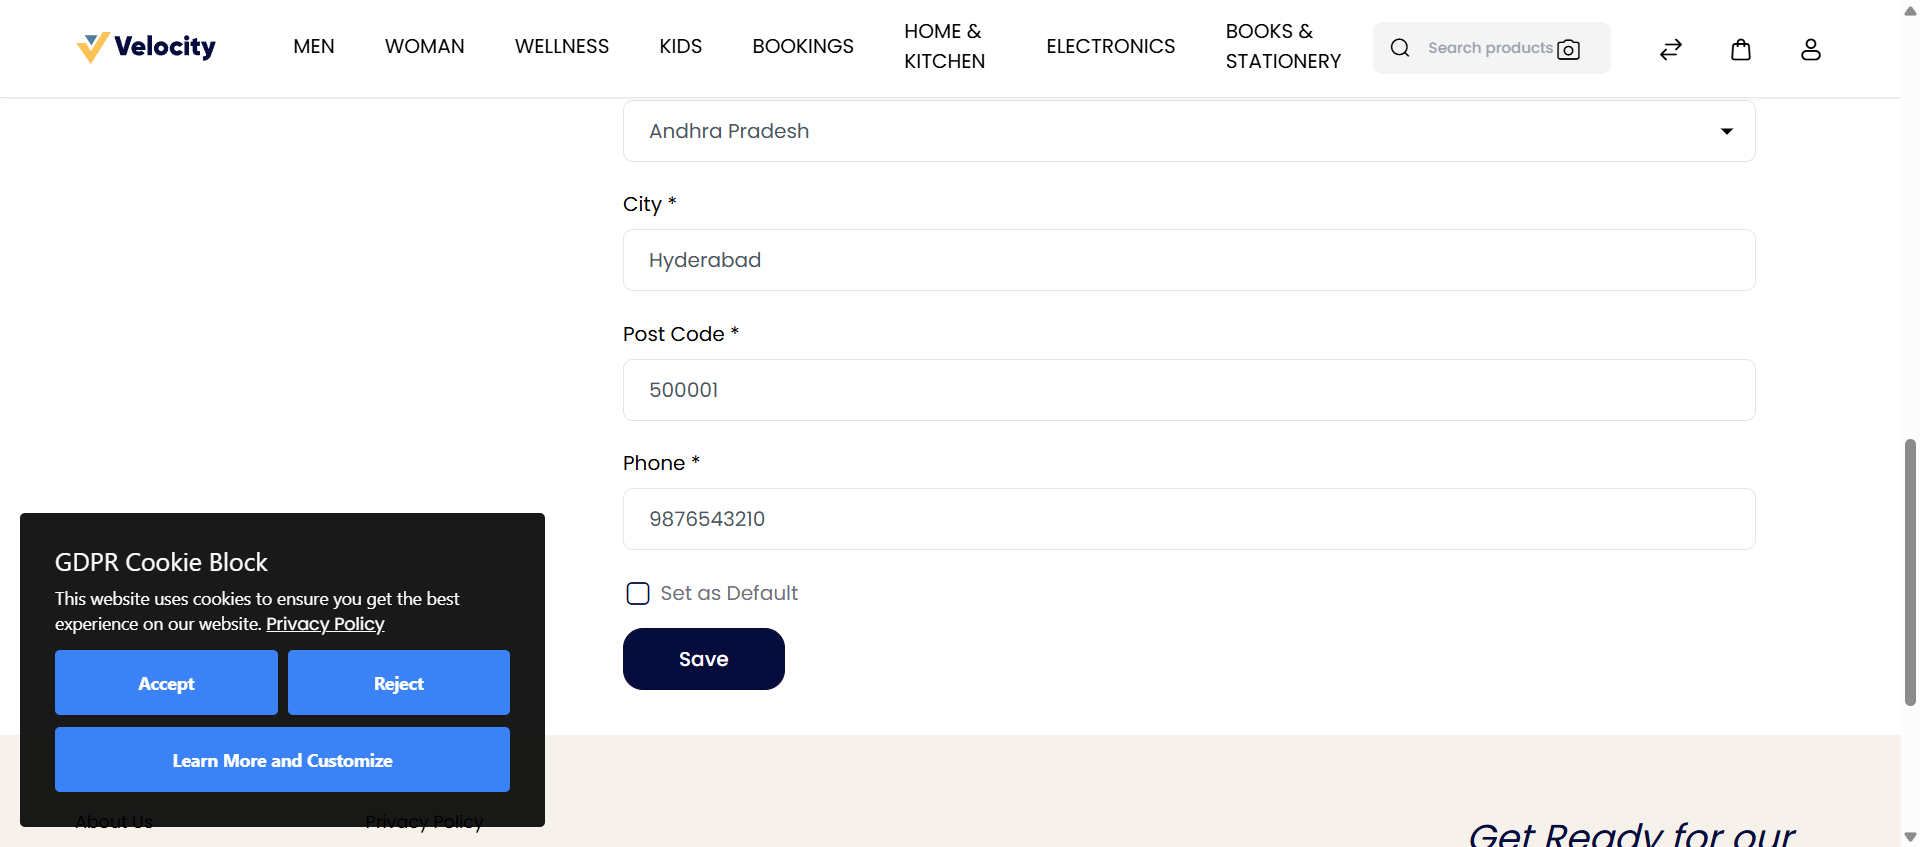 Velocity
MEN
WOMAN
WELLNESS
KIDS
BOOKINGS
HOME &
KITCHEN
ELECTRONICS
BOOKS &
STATIONERY
Search products
Andhra Pradesh
City *
Hyderabad
Post Code *
500001
Phone *
9876543210
Set as Default
Save
GDPR Cookie Block
This website uses cookies to ensure you get the best
experience on our website. Privacy Policy
Accept
Reject
Learn More and Customize
About Us
Privacy Policy
Get Ready for our